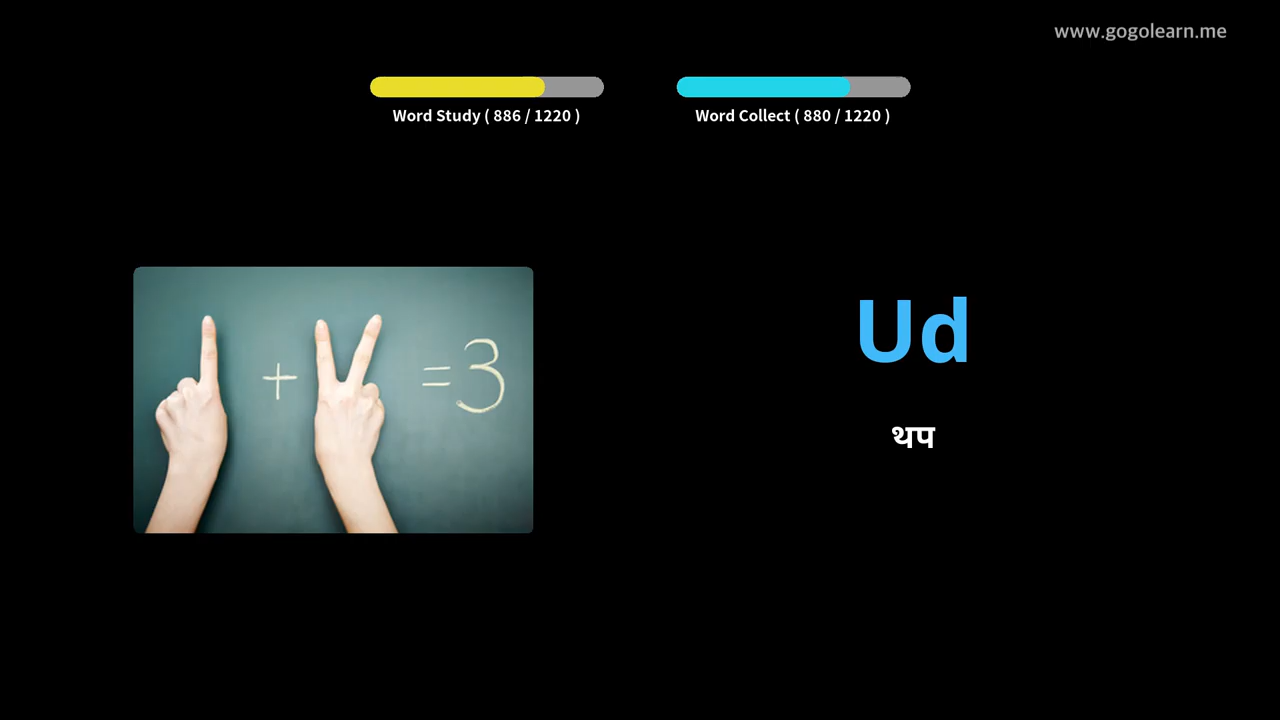 www.gogolearn.me
Word Study ( 886 / 1220 )
Word Collect ( 880 / 1220 )
+ =3
Ud
थप